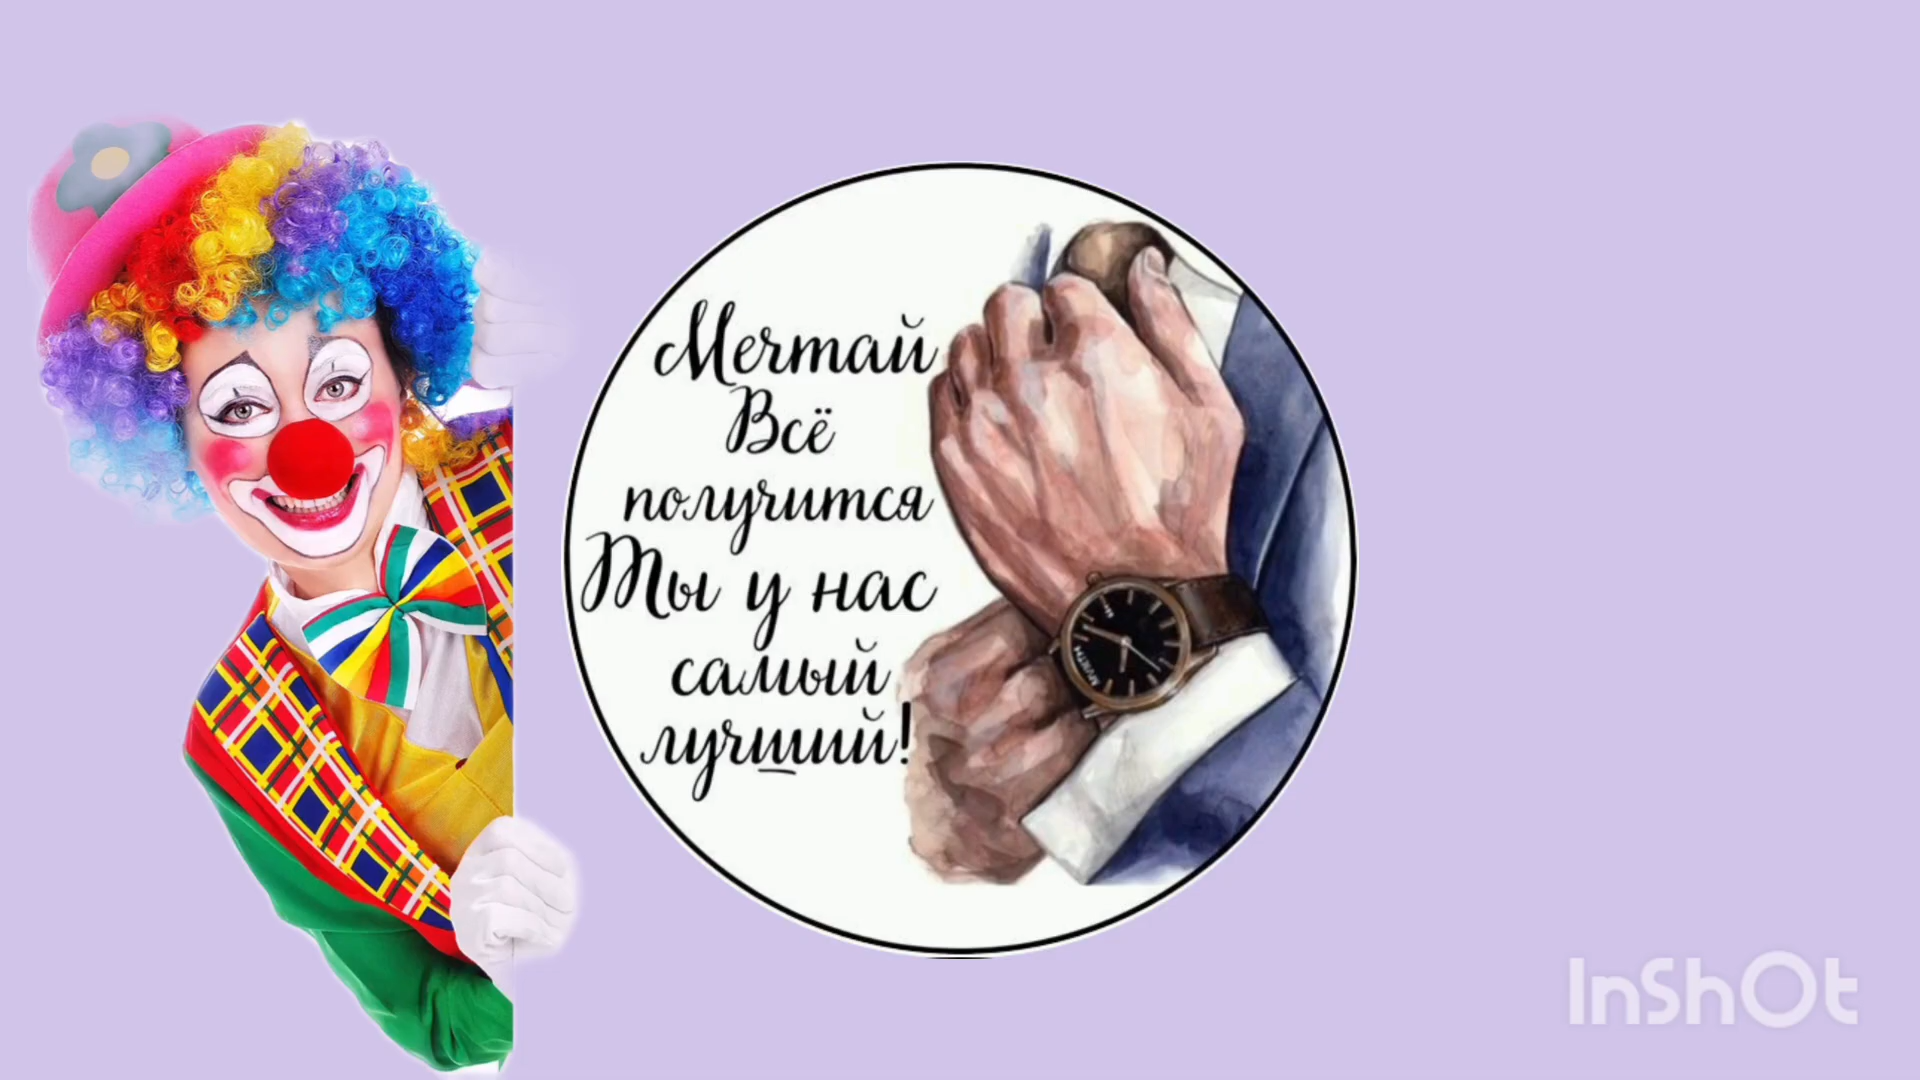 Мечтай
Всё
получится
Ты у нас
самый
лучший!
InShOt